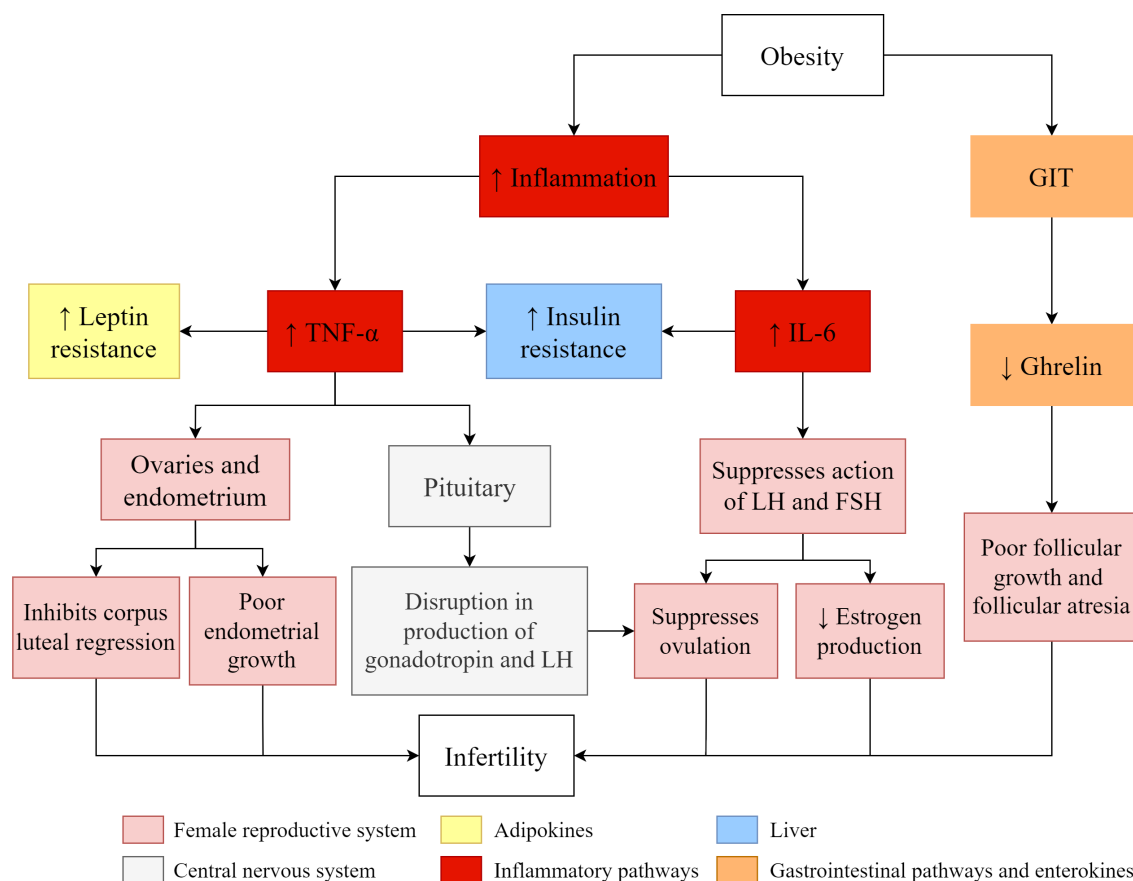 Obesity
↑ Inflammation
GIT
↑ Leptin
resistance
↑ TNF-α
↑ Insulin
resistance
↑ IL-6
↓ Ghrelin
Ovaries and
endometrium
Pituitary
Suppresses action
of LH and FSH
Poor follicular
growth and
follicular atresia
Inhibits corpus
luteal regression
Poor
endometrial
growth
Disruption in
production of
gonadotropin and LH
Suppresses
ovulation
↓ Estrogen
production
Infertility
Female reproductive system
Adipokines
Liver
Central nervous system
Inflammatory pathways
Gastrointestinal pathways and enterokines